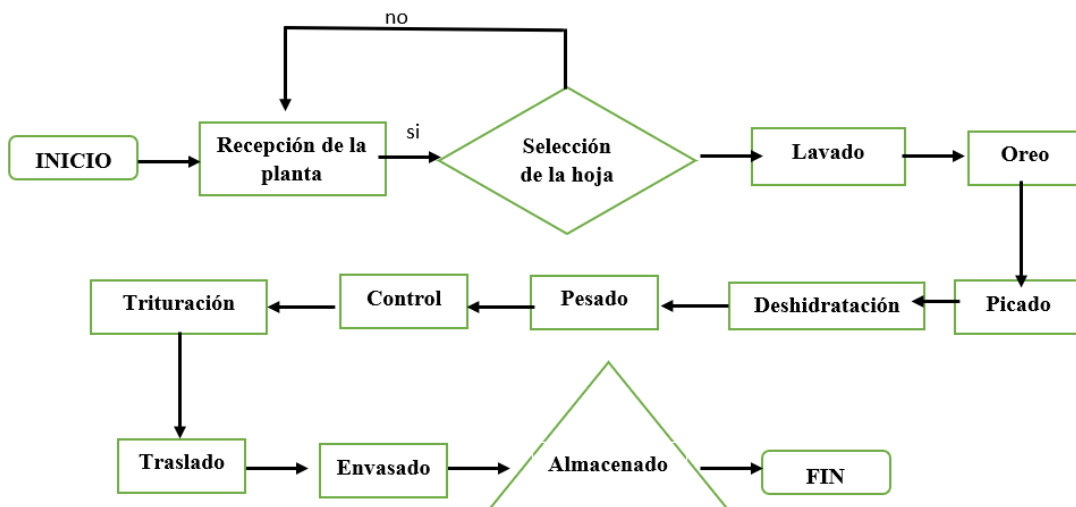 no
INICIO
Recepción de la
planta
si
Selección
de la hoja
Lavado
Oreo
Trituración
Control
Pesado
Deshidratación
Picado
Traslado
Envasado
Almacenado
FIN